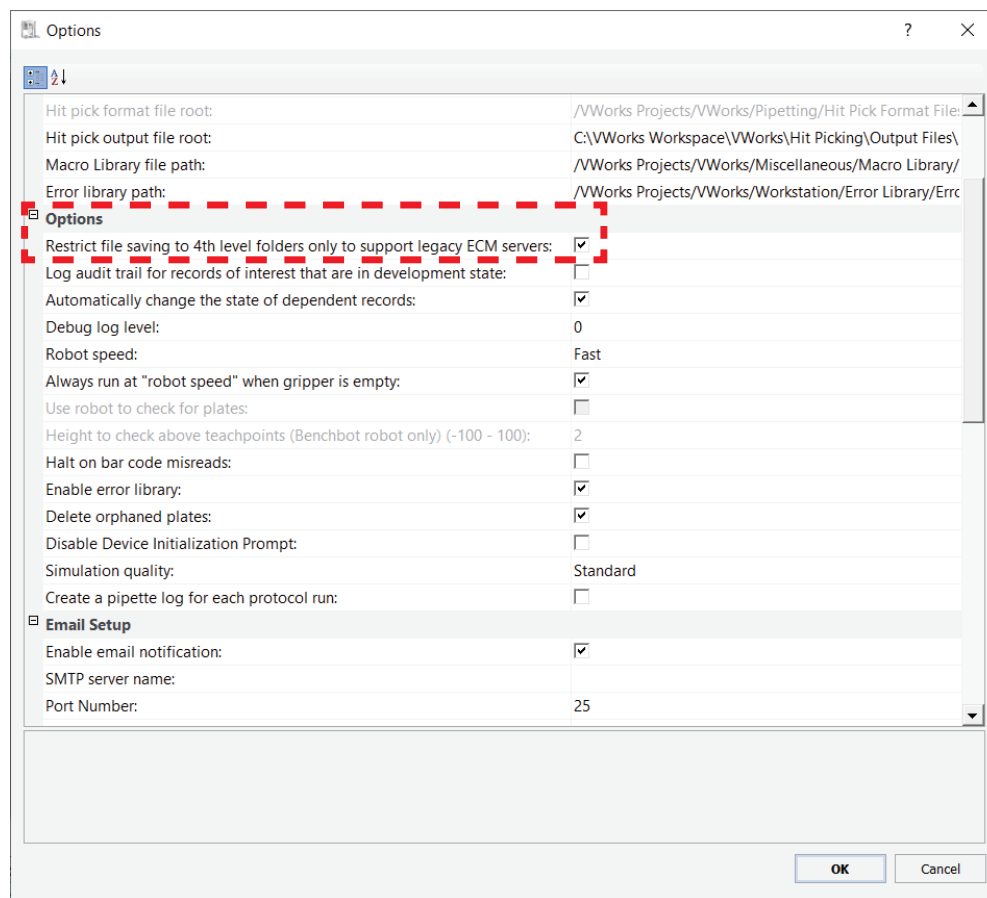 Options
Hit pick format file root: /VWorks Projects/VWorks/Pipetting/Hit Pick Format File
Hit pick output file root: C:\VWorks Workspace\VWorks\Hit Picking\Output Files\
Macro Library file path: /VWorks Projects/VWorks/Miscellaneous/Macro Library/
Error library path: /VWorks Projects/VWorks/Workstation/Error Library/Erro
Options
Restrict file saving to 4th level folders only to support legacy ECM servers:
Log audit trail for records of interest that are in development state:
Automatically change the state of dependent records:
Debug log level: 0
Robot speed: Fast
Always run at "robot speed" when gripper is empty:
Use robot to check for plates:
Height to check above teachpoints (Benchbot robot only) (-100 - 100): 2
Halt on bar code misreads:
Enable error library:
Delete orphaned plates:
Disable Device Initialization Prompt:
Simulation quality: Standard
Create a pipette log for each protocol run:
Email Setup
Enable email notification:
SMTP server name:
Port Number: 25
OK Cancel